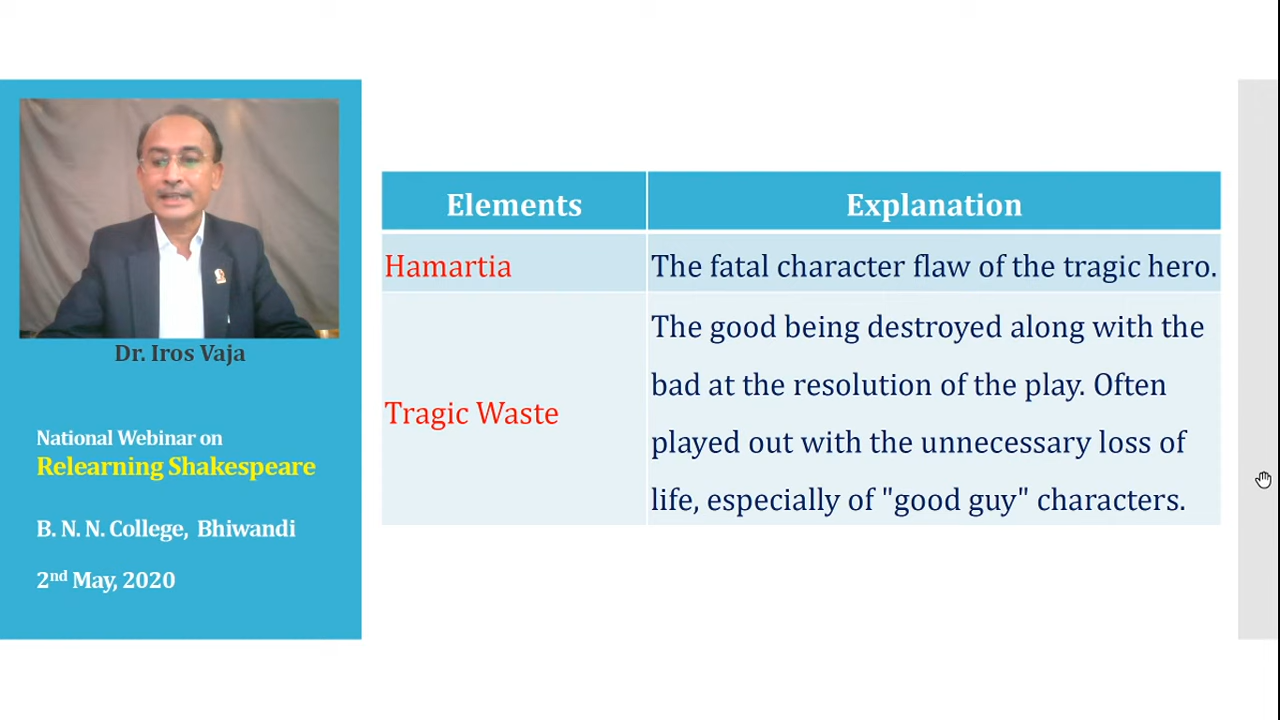 Dr. Iros Vaja
National Webinar on
Relearning Shakespeare
B. N. N. College, Bhiwandi
2nd May, 2020
Elements
Explanation
Hamartia
The fatal character flaw of the tragic hero.
Tragic Waste
The good being destroyed along with the
bad at the resolution of the play. Often
played out with the unnecessary loss of
life, especially of "good guy" characters.